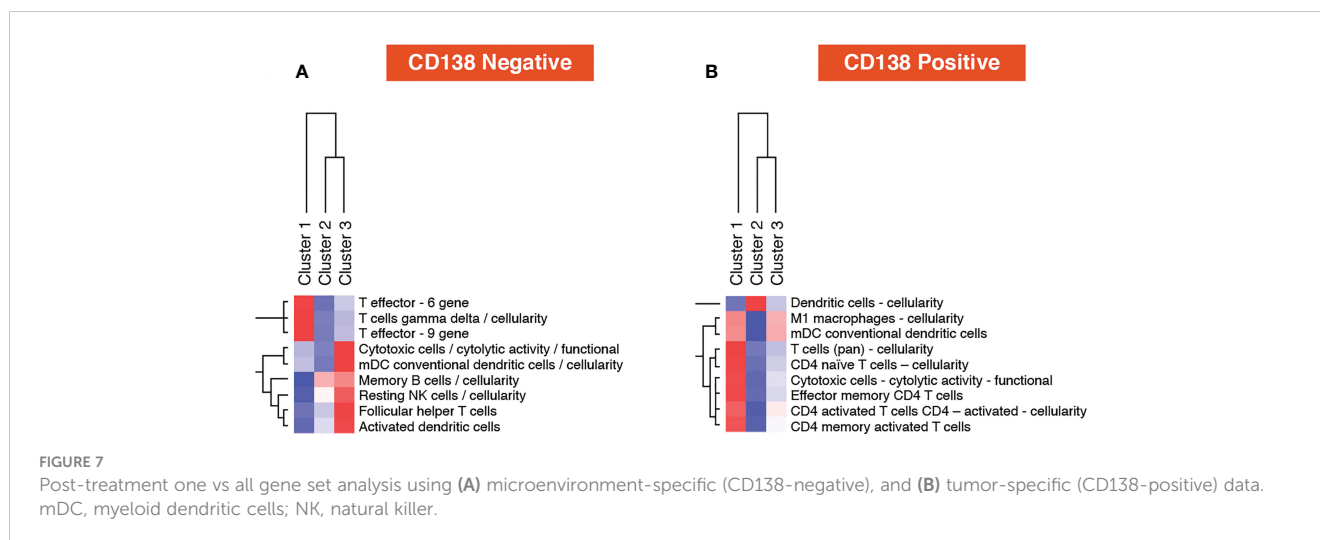 A
CD138 Negative
Cluster 1
Cluster 2
Cluster 3
T effector - 6 gene
T cells gamma delta / cellularity
T effector - 9 gene
Cytotoxic cells / cytolytic activity / functional
mDC conventional dendritic cells / cellularity
Memory B cells / cellularity
Resting NK cells / cellularity
Follicular helper T cells
Activated dendritic cells
B
CD138 Positive
Cluster 1
Cluster 2
Cluster 3
Dendritic cells - cellularity
M1 macrophages - cellularity
mDC conventional dendritic cells
T cells (pan) - cellularity
CD4 naïve T cells – cellularity
Cytotoxic cells - cytolytic activity - functional
Effector memory CD4 T cells
CD4 activated T cells CD4 – activated - cellularity
CD4 memory activated T cells
FIGURE 7
Post-treatment one vs all gene set analysis using (A) microenvironment-specific (CD138-negative), and (B) tumor-specific (CD138-positive) data.
mDC, myeloid dendritic cells; NK, natural killer.